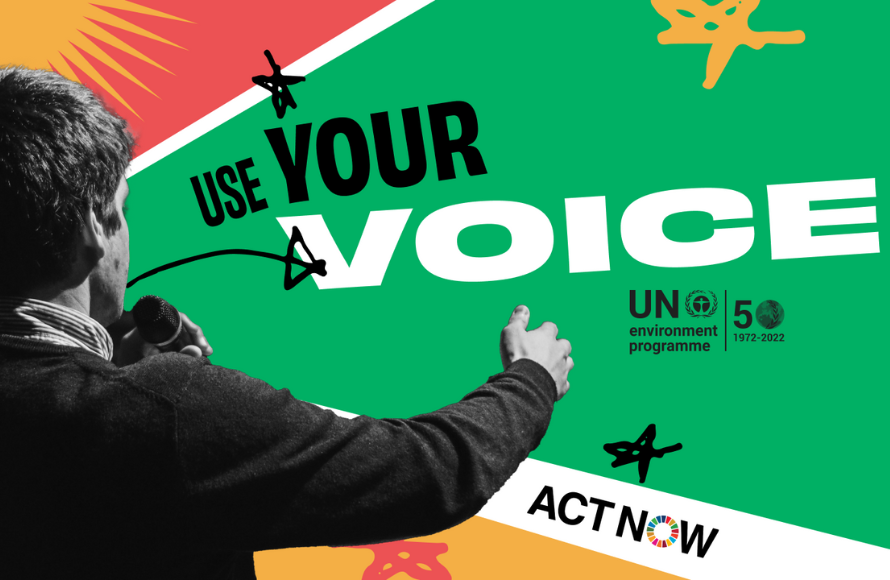 USE YOUR
VOICE
UN
environment
programme
50
1972-2022
ACT NOW